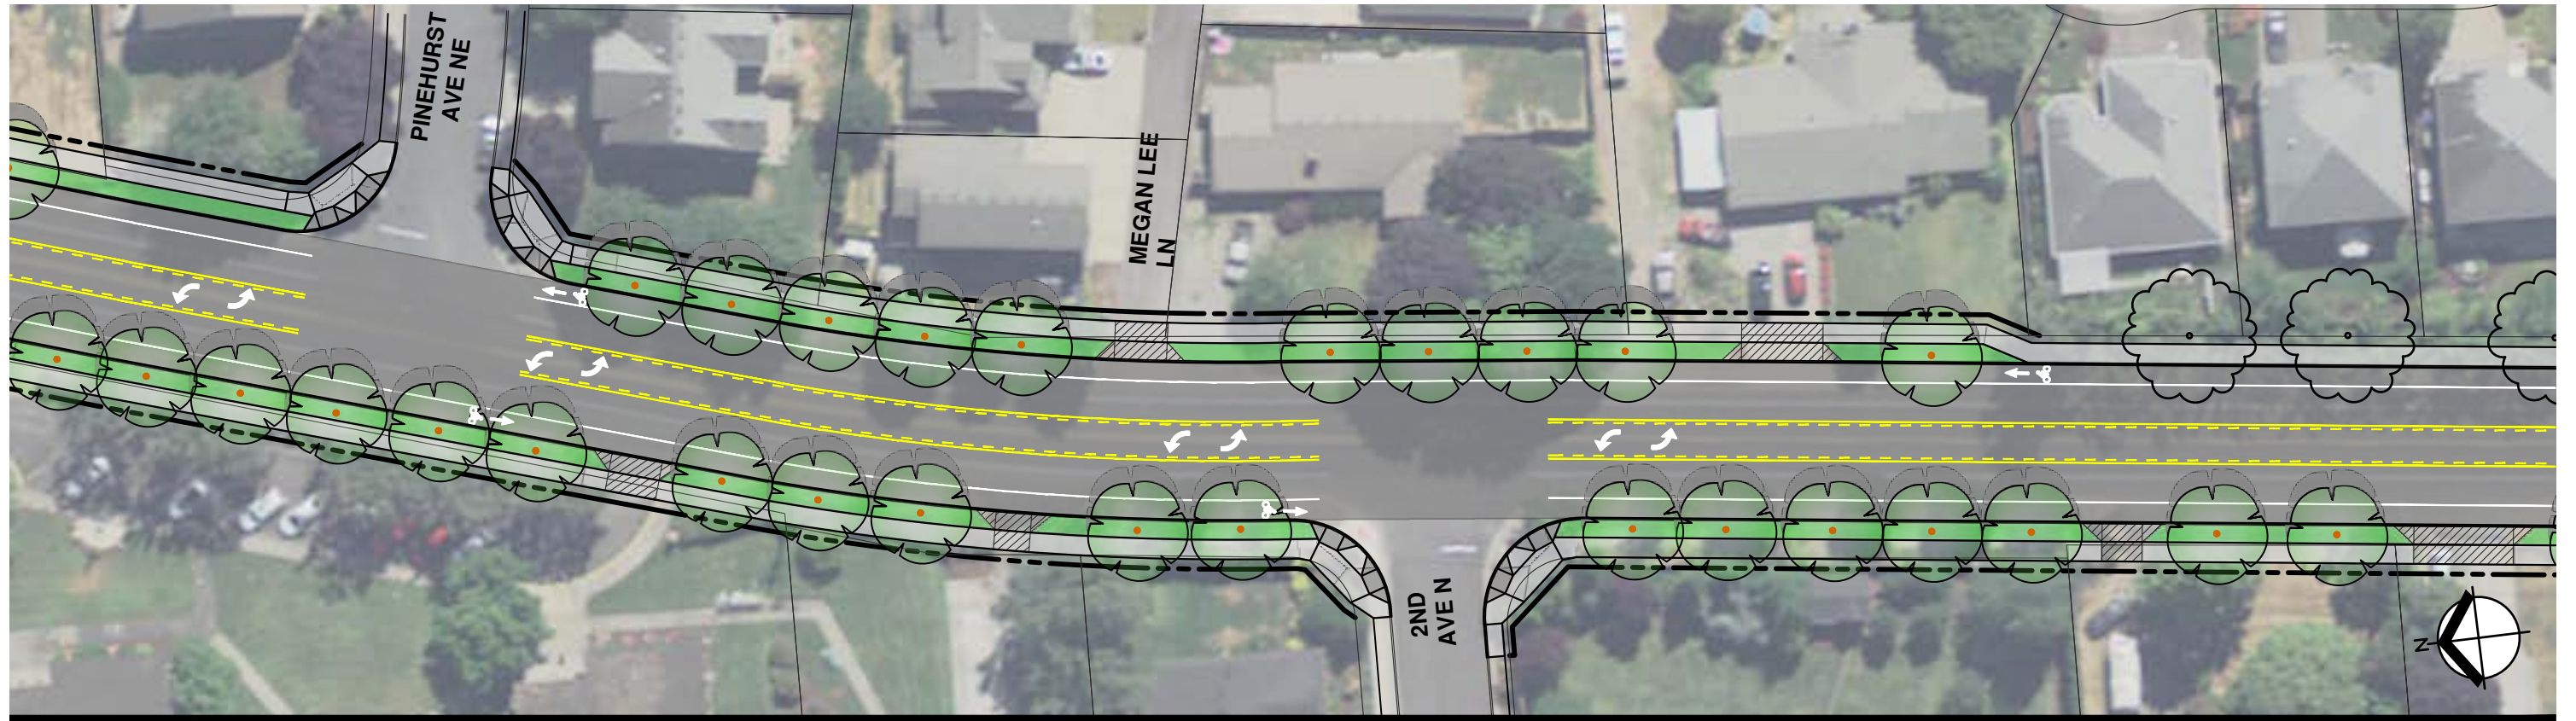 PINEHURST
AVE NE
MEGAN LEE
LN
2ND
AVE N
N